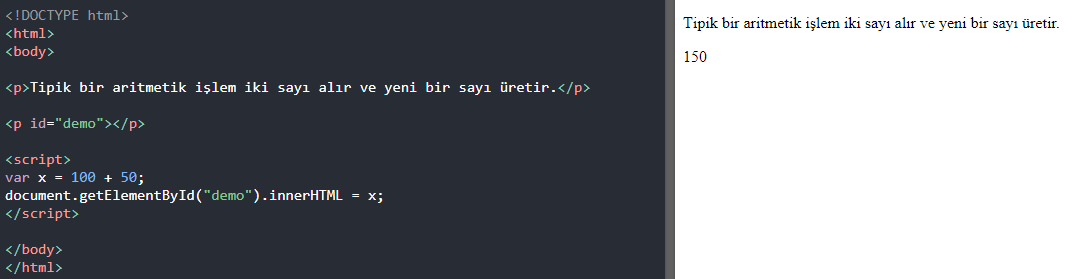 <!DOCTYPE html>
<html>
<body>
<p>Tipik bir aritmetik işlem iki sayı alır ve yeni bir sayı üretir.</p>
<p id="demo"></p>
<script>
var x = 100 + 50;
document.getElementById("demo").innerHTML = x;
</script>
</body>
</html>
Tipik bir aritmetik işlem iki sayı alır ve yeni bir sayı üretir.
150